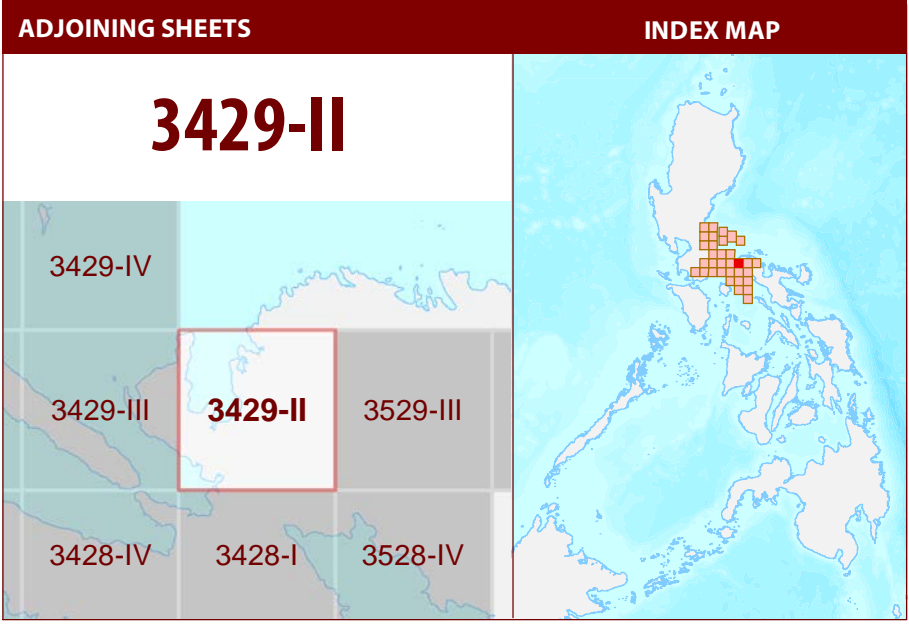 ADJOINING SHEETS
INDEX MAP
3429-II
3429-IV
3429-III
3429-II
3529-III
3428-IV
3428-I
3528-IV